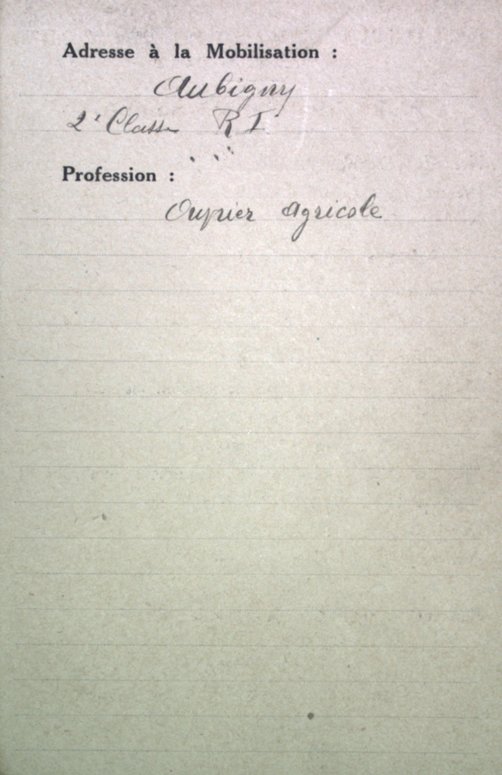 Adresse à la Mobilisation :
Aubigny
2e Classe R I
Profession :
Ouvrier agricole